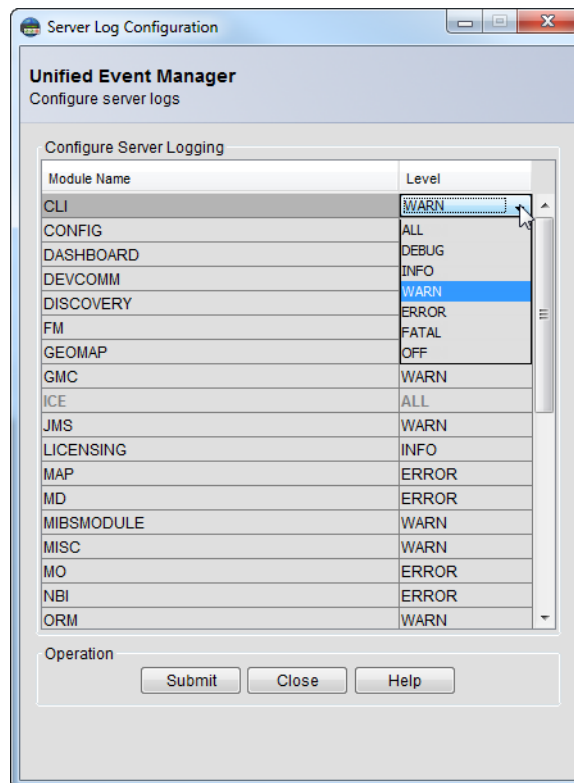 Server Log Configuration
Unified Event Manager
Configure server logs
Configure Server Logging
Module Name Level
CLI WARN
CONFIG ALL
DASHBOARD DEBUG
DEVCOMM INFO
DISCOVERY WARN
FM ERROR
GEOMAP FATAL
OFF
GMC WARN
ICE ALL
JMS WARN
LICENSING INFO
MAP ERROR
MD ERROR
MIBSMODULE WARN
MISC WARN
MO ERROR
NBI ERROR
ORM WARN
Operation
Submit Close Help